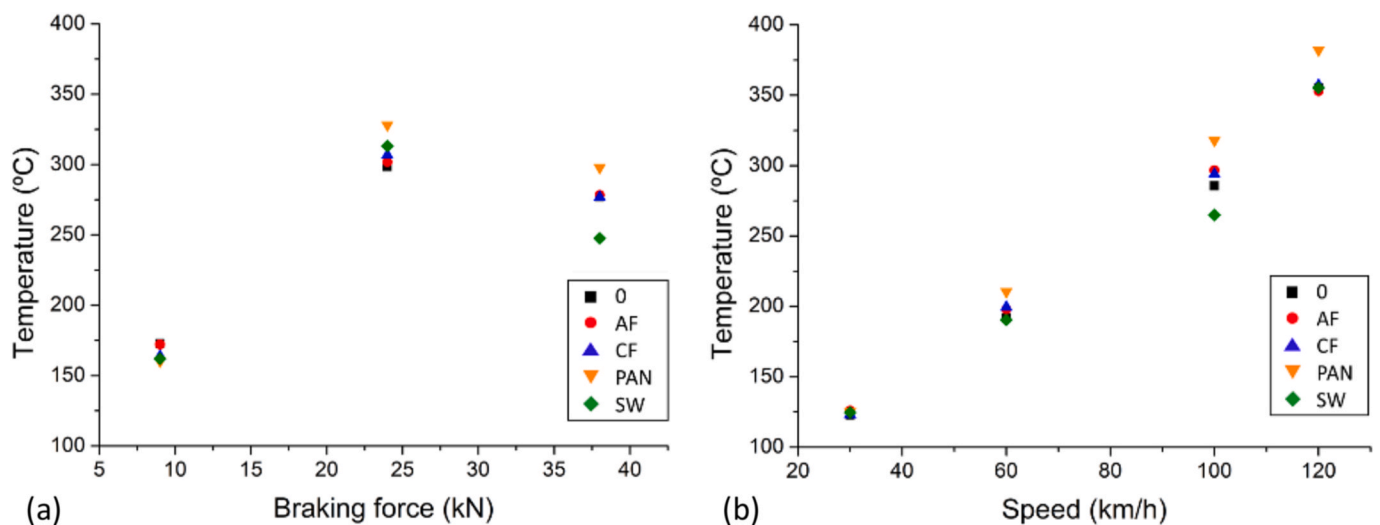 400
350
300
250
200
150
100
Temperature (ºC)
0
AF
CF
PAN
SW
5 10 15 20 25 30 35 40
Braking force (kN)
(a)
400
350
300
250
200
150
100
Temperature (ºC)
0
AF
CF
PAN
SW
20 40 60 80 100 120
Speed (km/h)
(b)